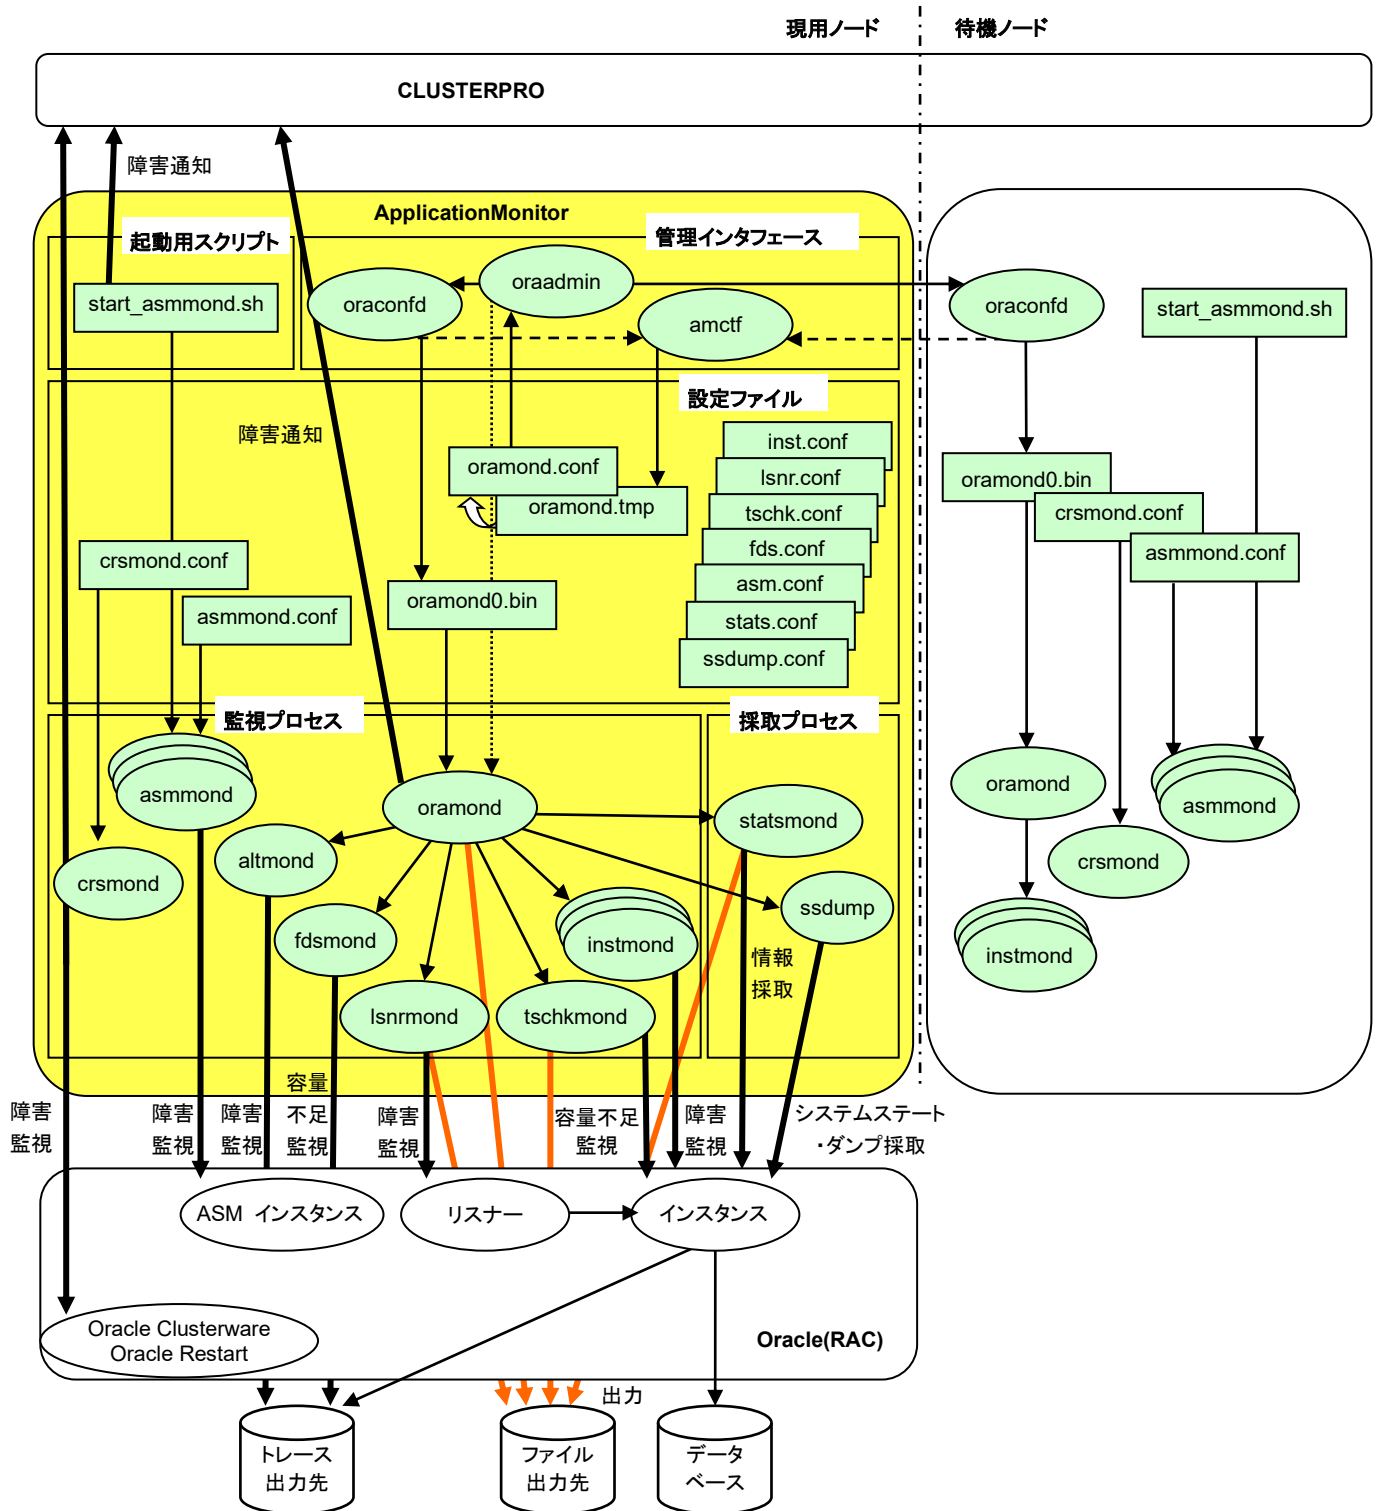 現用ノード
待機ノード
CLUSTERPRO
障害通知
ApplicationMonitor
起動用スクリプト
管理インタフェース
start_asmmond.sh
oraconfd
oraadmin
amctf
oraconfd
start_asmmond.sh
設定ファイル
障害通知
oramond.conf
oramond.tmp
inst.conf
lsnr.conf
tschk.conf
fds.conf
asm.conf
stats.conf
ssdump.conf
oramond0.bin
crsmond.conf
asmmond.conf
crsmond.conf
asmmond.conf
oramond0.bin
監視プロセス
採取プロセス
asmmond
oramond
statsmond
crsmond
altmond
ssdump
fdsmond
instmond
lsnrmond
tschkmond
情報
採取
oramond
asmmond
crsmond
instmond
障害
監視
障害
監視
障害
監視
容量
不足
監視
障害
監視
容量不足
監視
障害
監視
システムステート
・ダンプ採取
ASM インスタンス
リスナー
インスタンス
Oracle Clusterware
Oracle Restart
Oracle(RAC)
出力
トレース
出力先
ファイル
出力先
データ
ベース